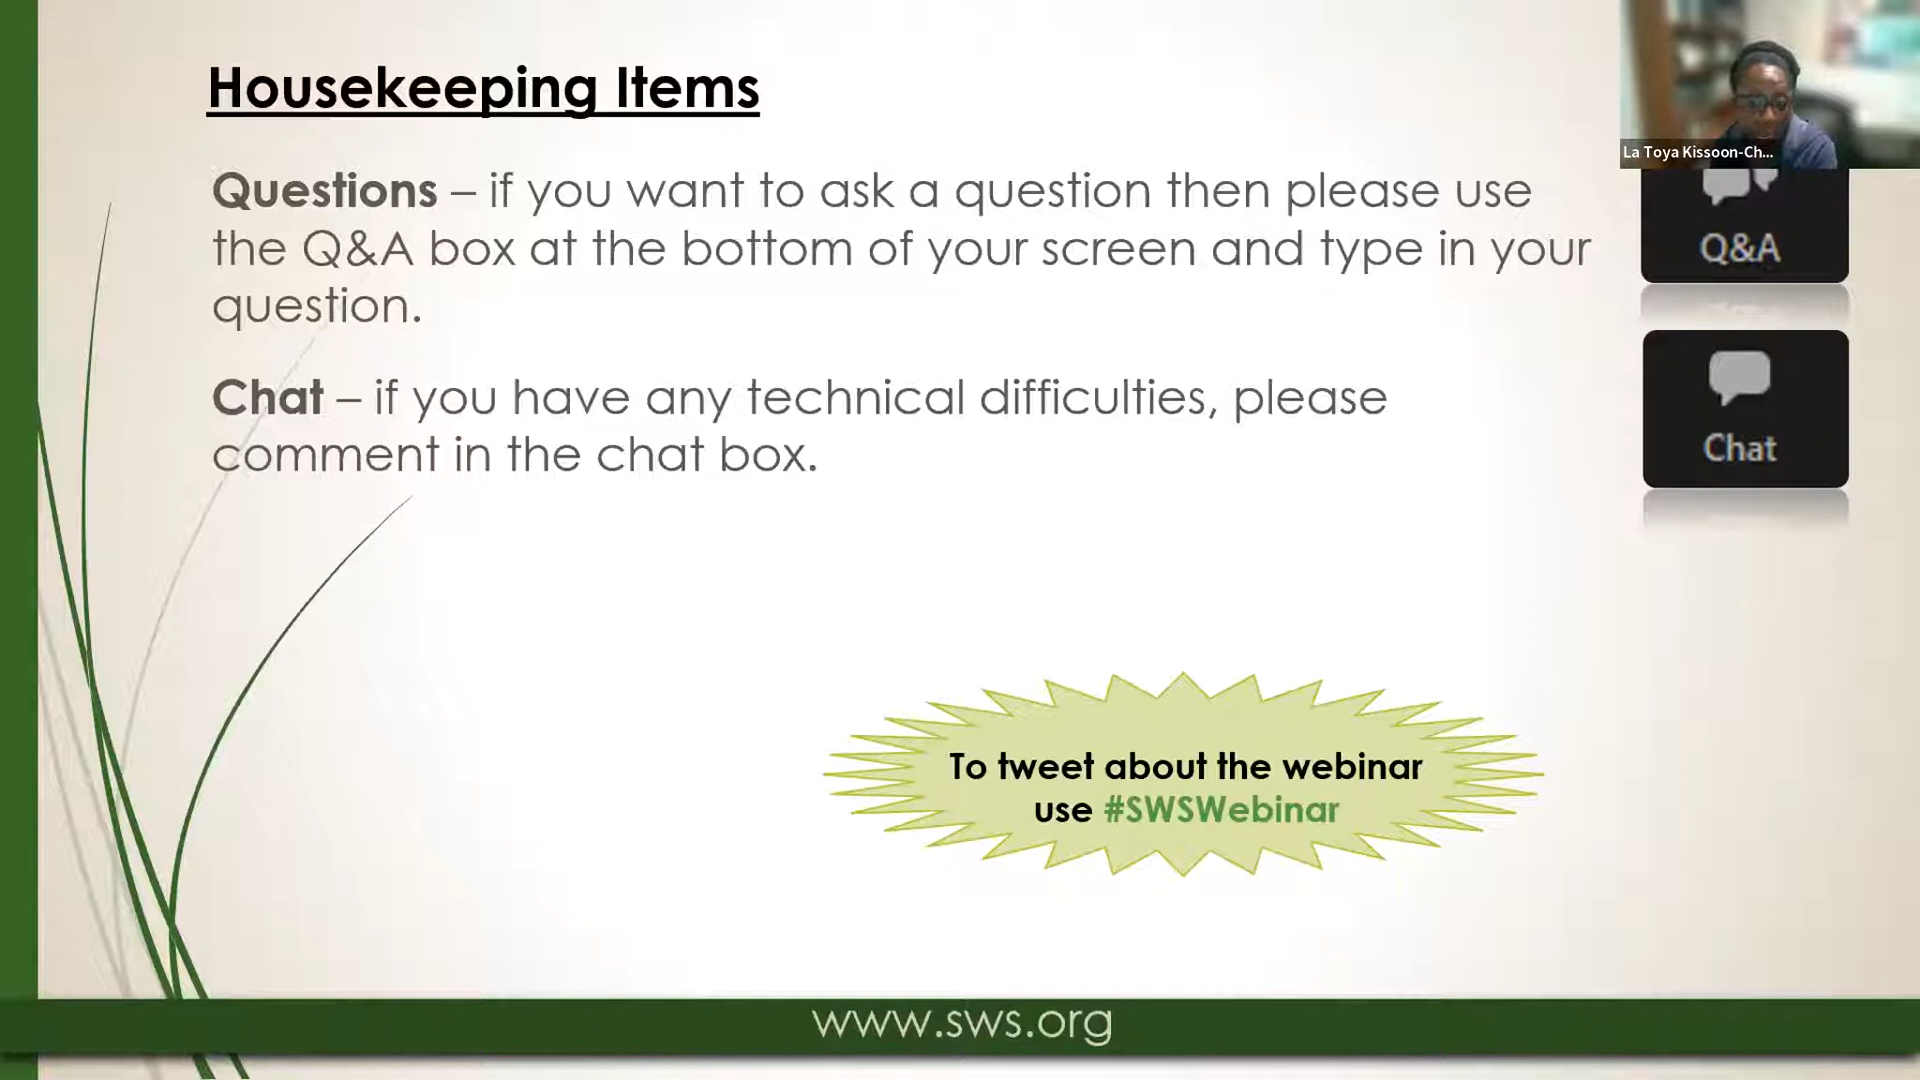 Housekeeping Items
La Toya Kissoon-Ch...
Questions – if you want to ask a question then please use
the Q&A box at the bottom of your screen and type in your
question.
Q&A
Chat – if you have any technical difficulties, please
comment in the chat box.
Chat
To tweet about the webinar
use #SWSWebinar
www.sws.org